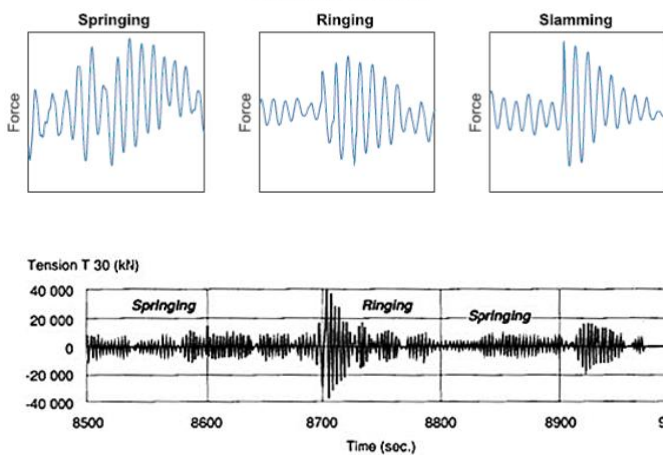 Springing
Ringing
Slamming
Force
Force
Force
Tension T 30 (kN)
40 000
20 000
0
-20 000
-40 000
Springing
Ringing
Springing
8500
8600
8700
8800
8900
9
Time (sec.)